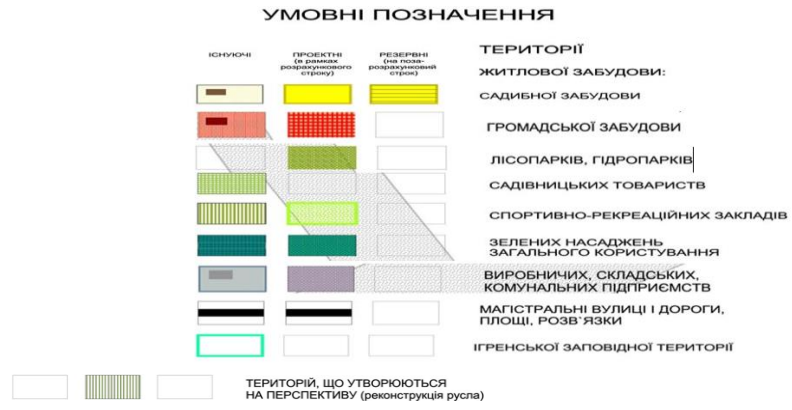 УМОВНІ ПОЗНАЧЕННЯ
ІСНУЮЧІ
ПРОЕКТНІ
(в рамках
розрахункового
строку)
РЕЗЕРВНІ
(на поза-
розрахунковий
строк)
ТЕРИТОРІЇ
ЖИТЛОВОЇ ЗАБУДОВИ:
САДИБНОЇ ЗАБУДОВИ
ГРОМАДСЬКОЇ ЗАБУДОВИ
ЛІСОПАРКІВ, ГІДРОПАРКІВ
САДІВНИЦЬКИХ ТОВАРИСТВ
СПОРТИВНО-РЕКРЕАЦІЙНИХ ЗАКЛАДІВ
ЗЕЛЕНИХ НАСАДЖЕНЬ
ЗАГАЛЬНОГО КОРИСТУВАННЯ
ВИРОБНИЧИХ, СКЛАДСЬКИХ,
КОМУНАЛЬНИХ ПІДПРИЄМСТВ
МАГІСТРАЛЬНІ ВУЛИЦІ І ДОРОГИ,
ПЛОЩІ, РОЗВ`ЯЗКИ
ІГРЕНСЬКОЇ ЗАПОВІДНОЇ ТЕРИТОРІЇ
ТЕРИТОРІЙ, ЩО УТВОРЮЮТЬСЯ
НА ПЕРСПЕКТИВУ (реконструкція русла)